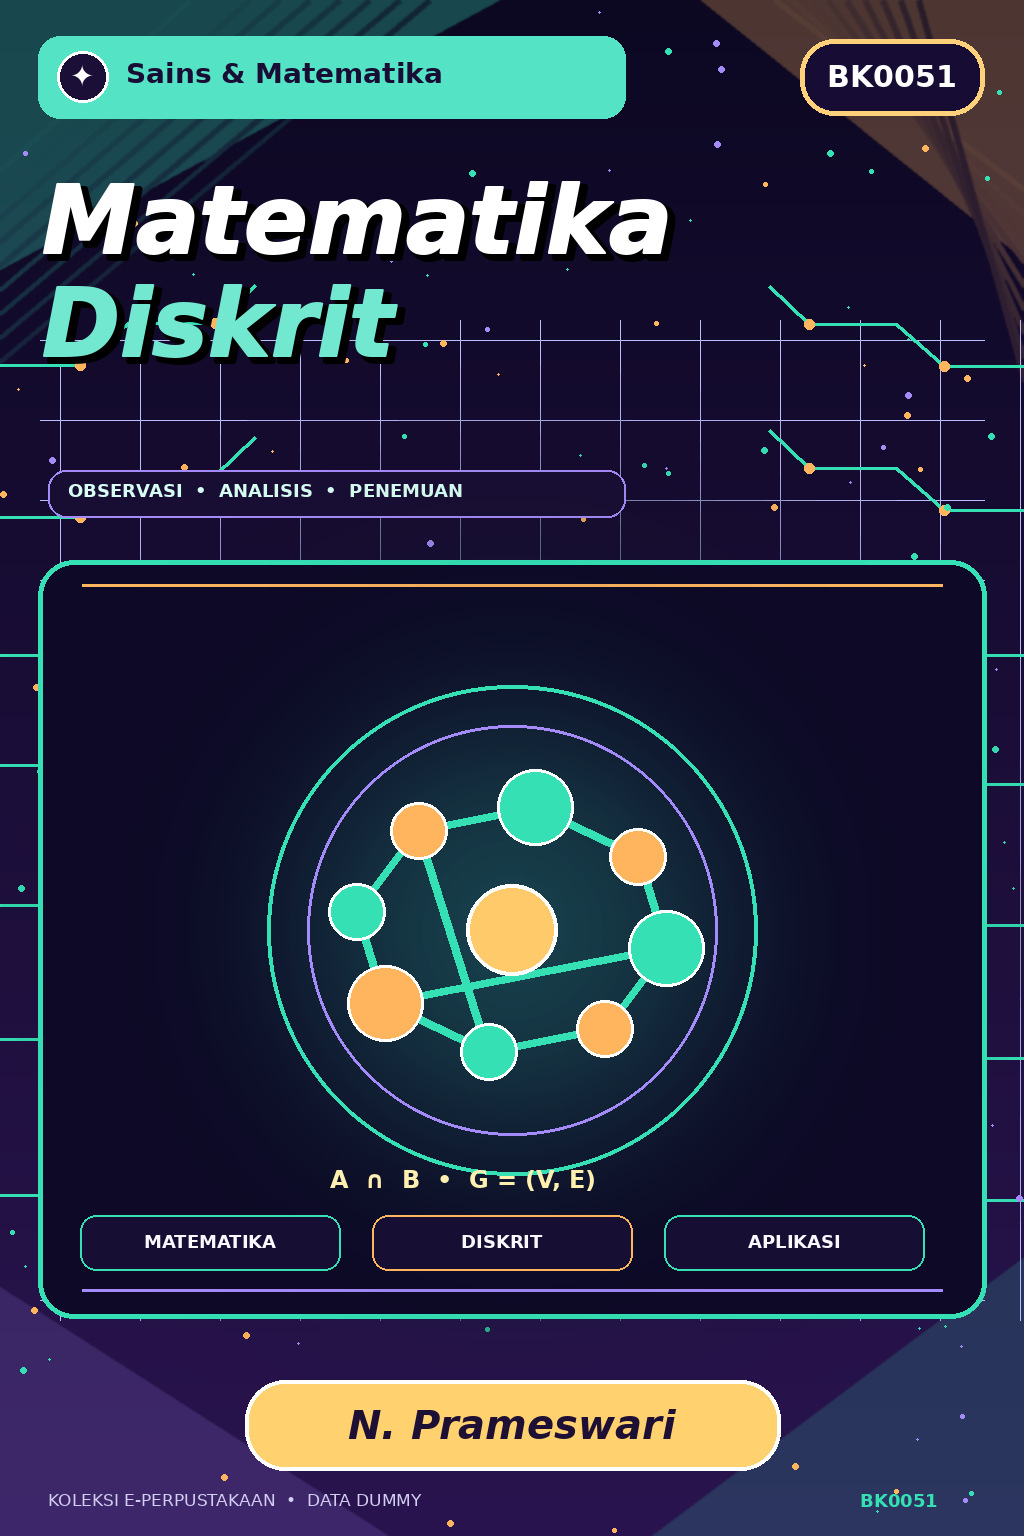 ✦ Sains & Matematika
BK0051
Matematika
Diskrit
OBSERVASI • ANALISIS • PENEMUAN
A ∩ B • G = (V, E)
MATEMATIKA
DISKRIT
APLIKASI
N. Prameswari
KOLEKSI E-PERPUSTAKAAN • DATA DUMMY
BK0051